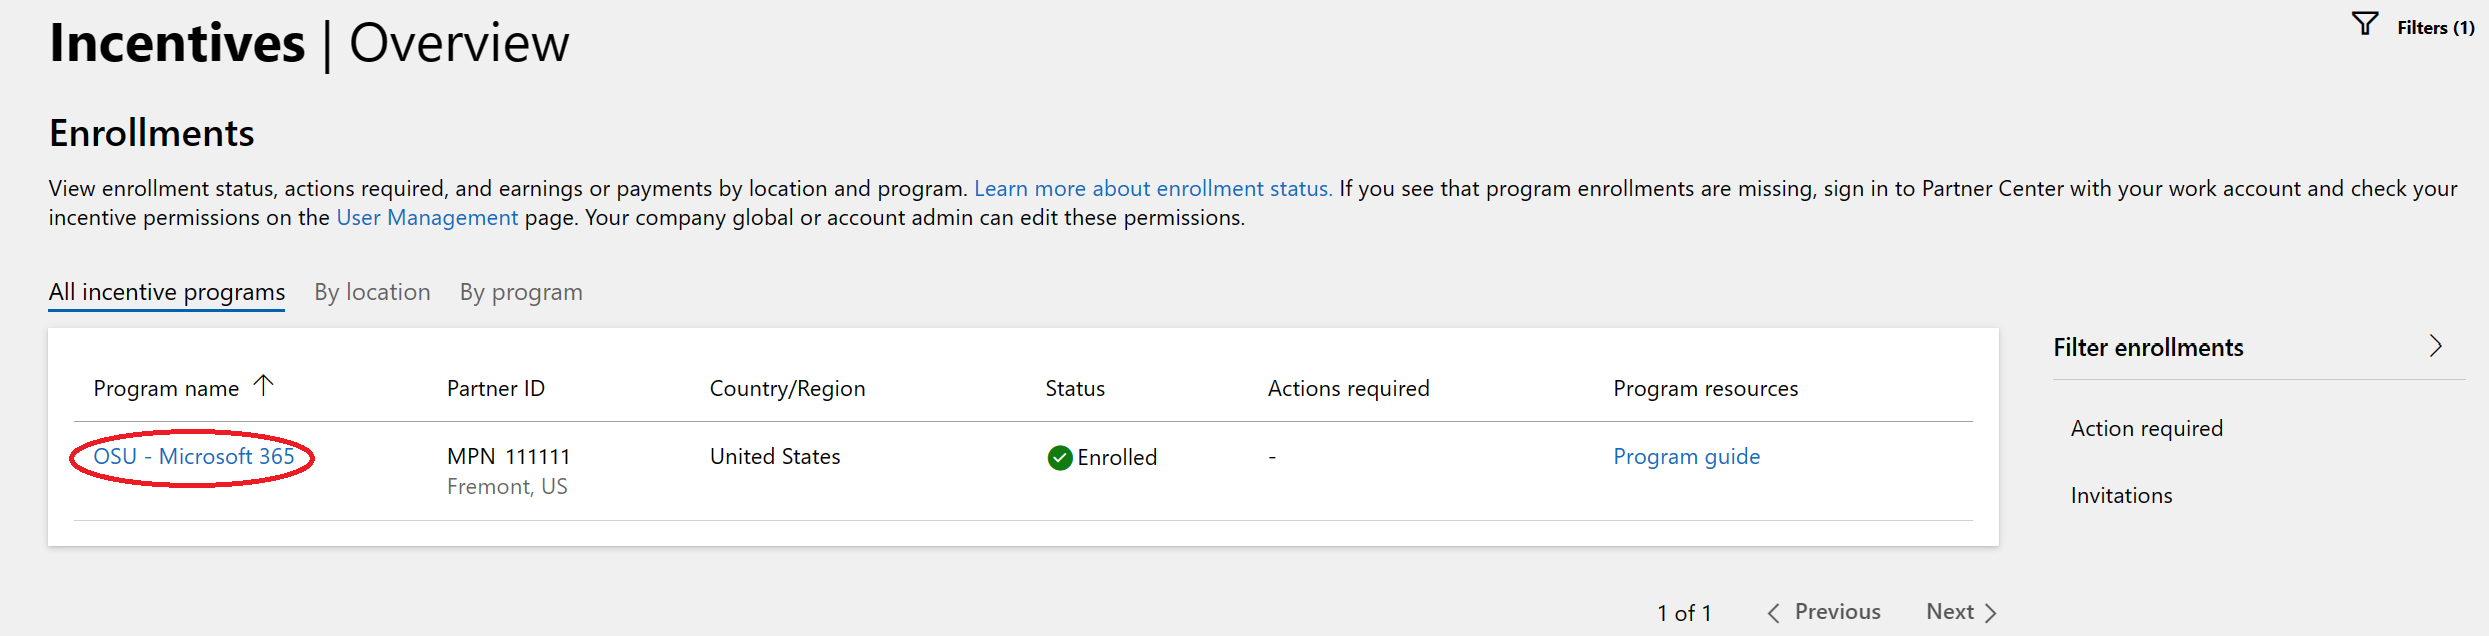 Incentives | Overview
Filters (1)
Enrollments
View enrollment status, actions required, and earnings or payments by location and program. Learn more about enrollment status. If you see that program enrollments are missing, sign in to Partner Center with your work account and check your
incentive permissions on the User Management page. Your company global or account admin can edit these permissions.
All incentive programs By location By program
Program name Partner ID Country/Region Status Actions required Program resources
OSU - Microsoft 365 MPN 111111 United States Enrolled - Program guide
Fremont, US
Filter enrollments
Action required
Invitations
1 of 1 Previous Next